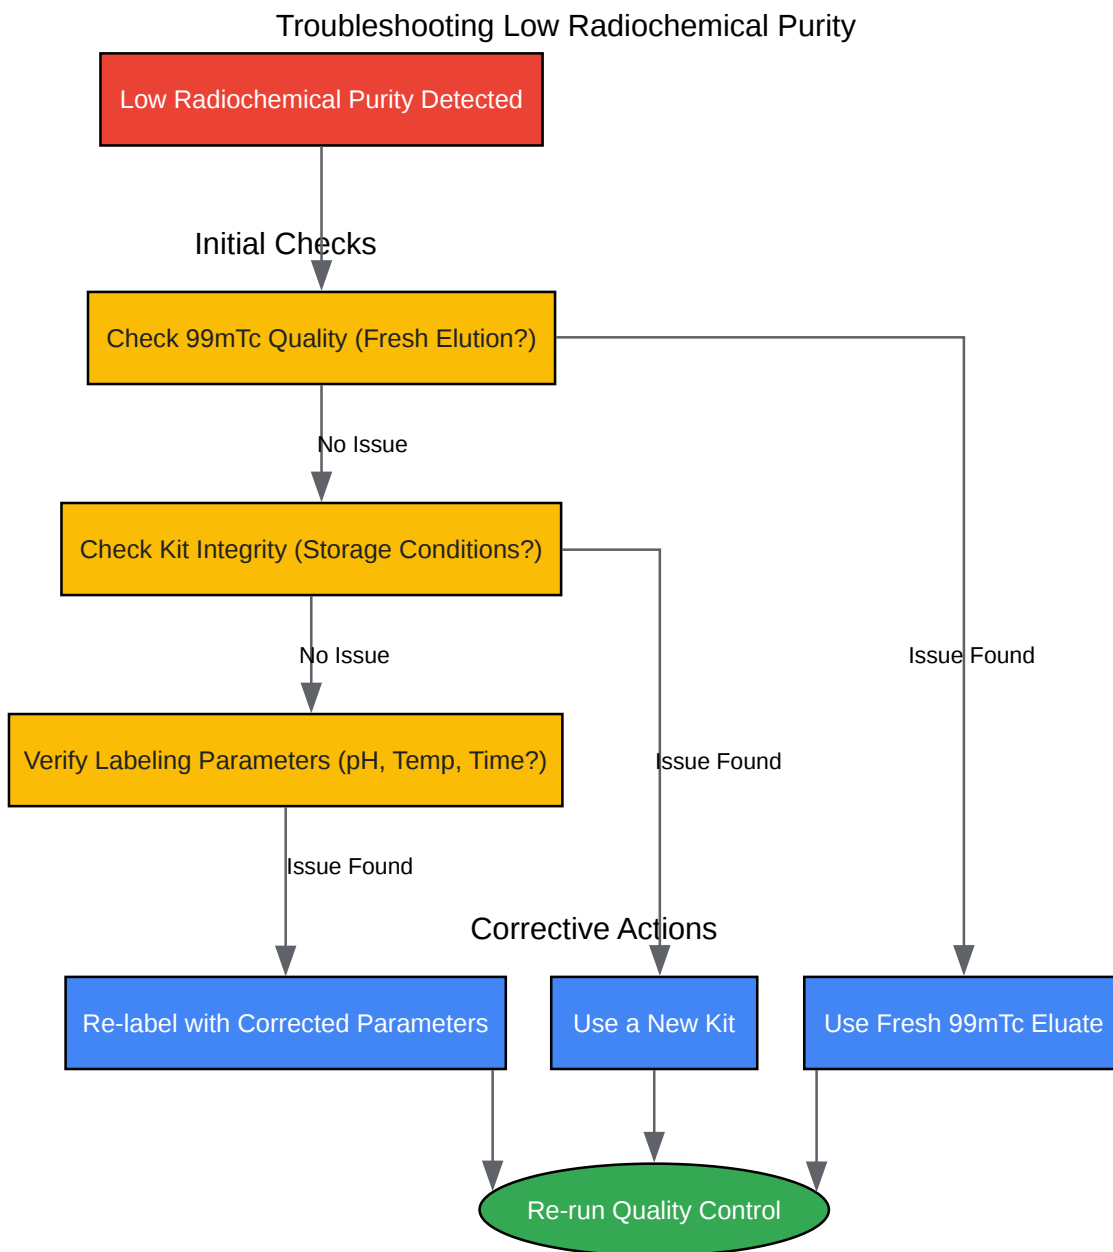 Troubleshooting Low Radiochemical Purity
Low Radiochemical Purity Detected
Initial Checks
Check 99mTc Quality (Fresh Elution?)
No Issue
Check Kit Integrity (Storage Conditions?)
No Issue
Issue Found
Verify Labeling Parameters (pH, Temp, Time?)
Issue Found
Issue Found
Corrective Actions
Re-label with Corrected Parameters
Use a New Kit
Use Fresh 99mTc Eluate
Re-run Quality Control